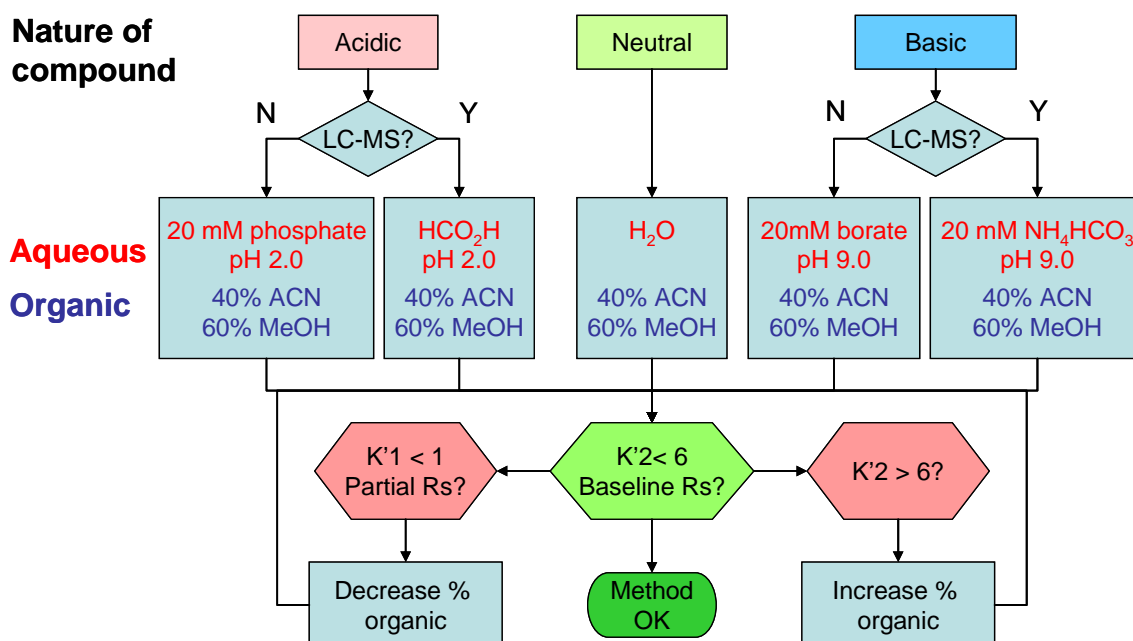 Nature of
compound
Acidic
Neutral
Basic
N
LC-MS?
Y
N
LC-MS?
Y
Aqueous
Organic
20 mM phosphate
pH 2.0
40% ACN
60% MeOH
HCO₂H
pH 2.0
40% ACN
60% MeOH
H₂O
40% ACN
60% MeOH
20mM borate
pH 9.0
40% ACN
60% MeOH
20 mM NH₄HCO₃
pH 9.0
40% ACN
60% MeOH
K'1 < 1
Partial Rs?
K'2< 6
Baseline Rs?
K'2 > 6?
Decrease %
organic
Method
OK
Increase %
organic